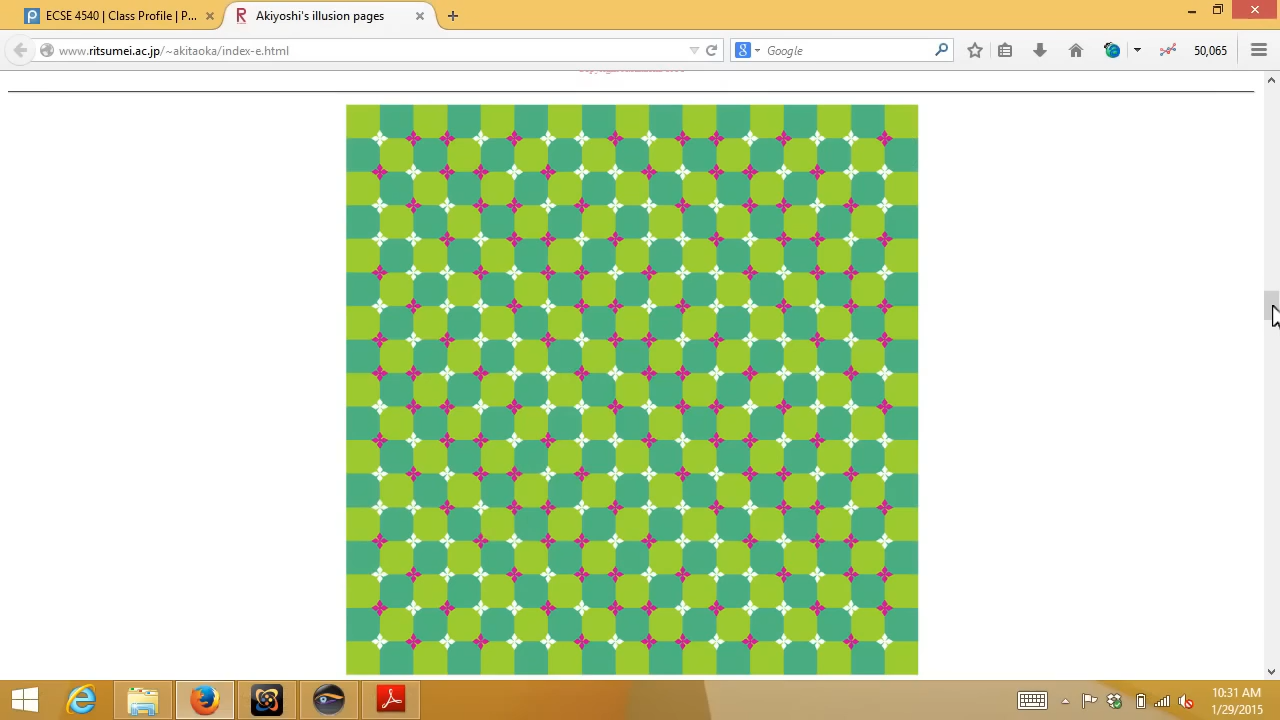 ECSE 4540 | Class Profile | P...
Akiyoshi's illusion pages
www.ritsumei.ac.jp/~akitaoka/index-e.html
Google
50,065
10:31 AM
1/29/2015